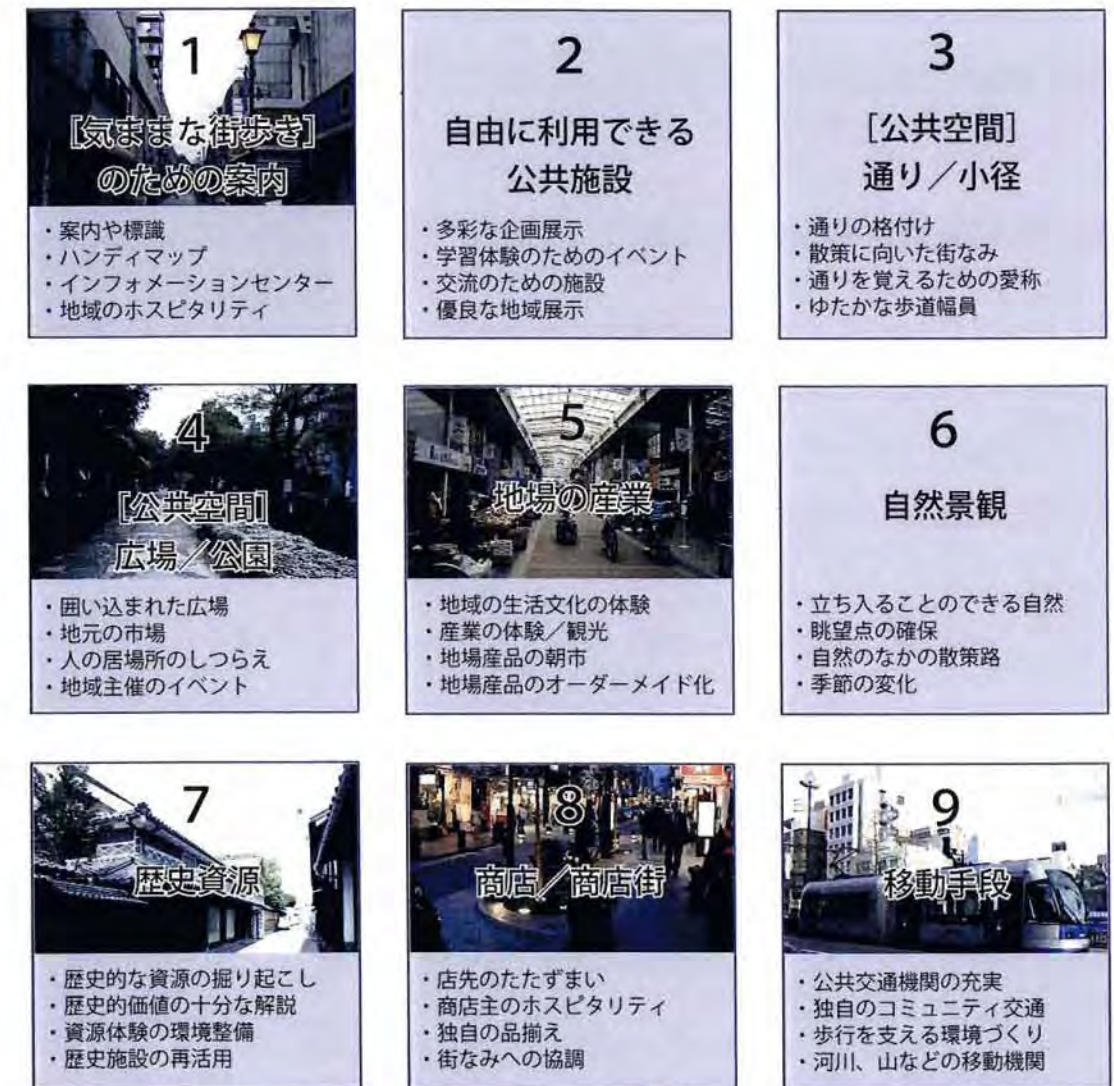 1
[気ままな街歩き]
のための案内
・案内や標識
・ハンディマップ
・インフォメーションセンター
・地域のホスピタリティ
2
自由に利用できる
公共施設
・多彩な企画展示
・学習体験のためのイベント
・交流のための施設
・優良な地域展示
3
[公共空間]
通り／小径
・通りの格付け
・散策に向いた街なみ
・通りを覚えるための愛称
・ゆたかな歩道幅員
4
[公共空間]
広場／公園
・囲い込まれた広場
・地元の市場
・人の居場所のしつらえ
・地域主催のイベント
5
地場の産業
・地域の生活文化の体験
・産業の体験／観光
・地場産品の朝市
・地場産品のオーダーメイド化
6
自然景観
・立ち入ることのできる自然
・眺望点の確保
・自然のなかの散策路
・季節の変化
7
歴史資源
・歴史的な資源の掘り起こし
・歴史的価値の十分な解説
・資源体験の環境整備
・歴史施設の再活用
8
商店／商店街
・店先のたたずまい
・商店主のホスピタリティ
・独自の品揃え
・街なみへの協調
9
移動手段
・公共交通機関の充実
・独自のコミュニティ交通
・歩行を支える環境づくり
・河川、山などの移動機関